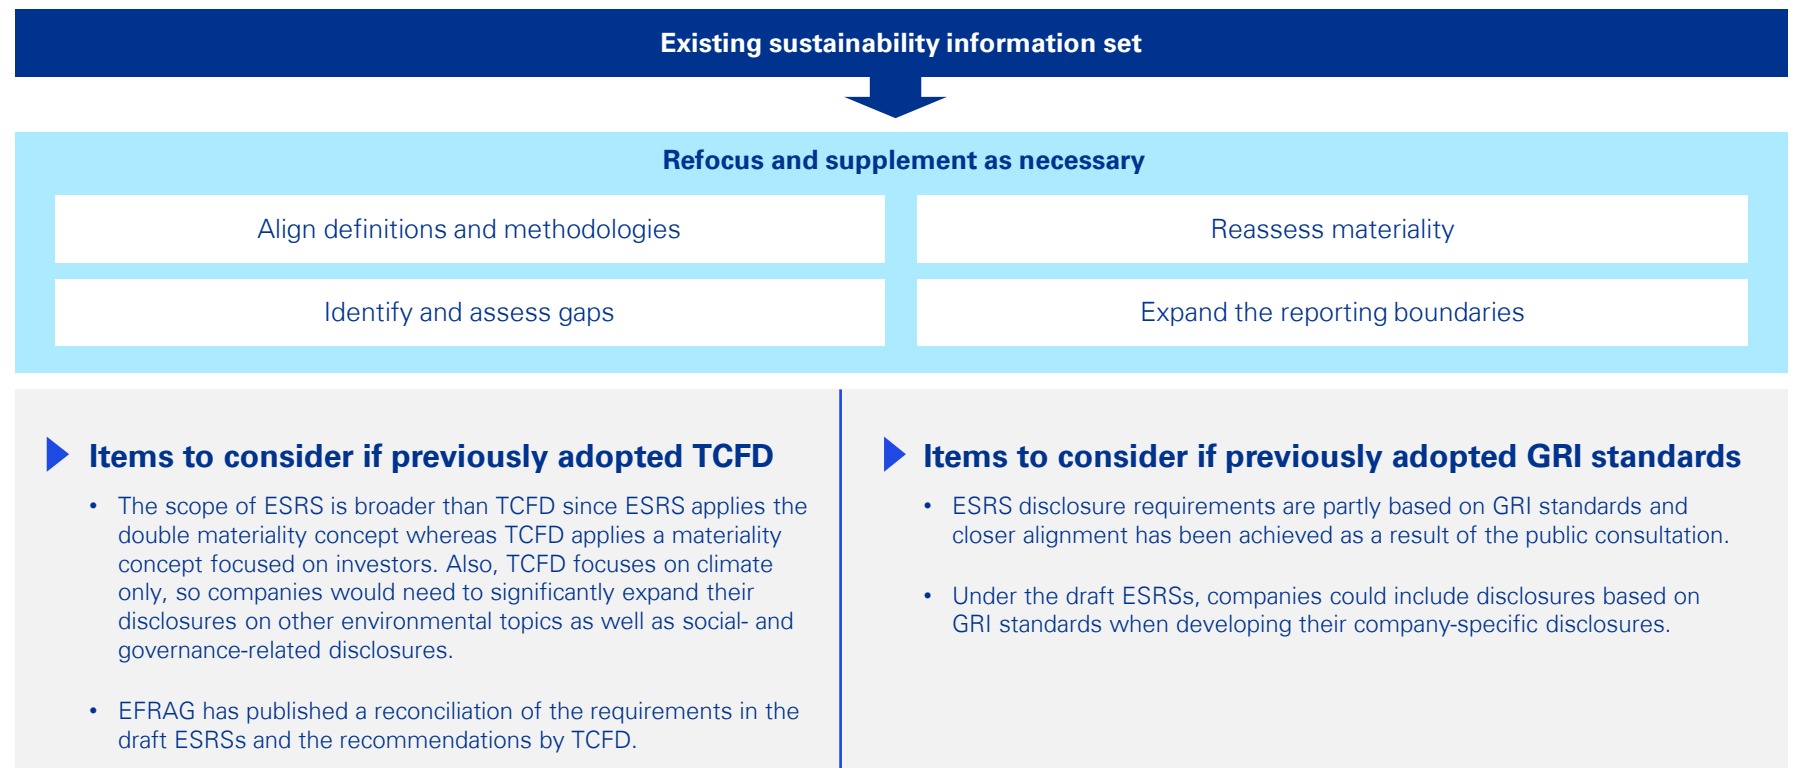 Existing sustainability information set
Refocus and supplement as necessary
Align definitions and methodologies
Reassess materiality
Identify and assess gaps
Expand the reporting boundaries
Items to consider if previously adopted TCFD
• The scope of ESRS is broader than TCFD since ESRS applies the
double materiality concept whereas TCFD applies a materiality
concept focused on investors. Also, TCFD focuses on climate
only, so companies would need to significantly expand their
disclosures on other environmental topics as well as social- and
governance-related disclosures.
• EFRAG has published a reconciliation of the requirements in the
draft ESRSs and the recommendations by TCFD.
Items to consider if previously adopted GRI standards
• ESRS disclosure requirements are partly based on GRI standards and
closer alignment has been achieved as a result of the public consultation.
• Under the draft ESRSs, companies could include disclosures based on
GRI standards when developing their company-specific disclosures.